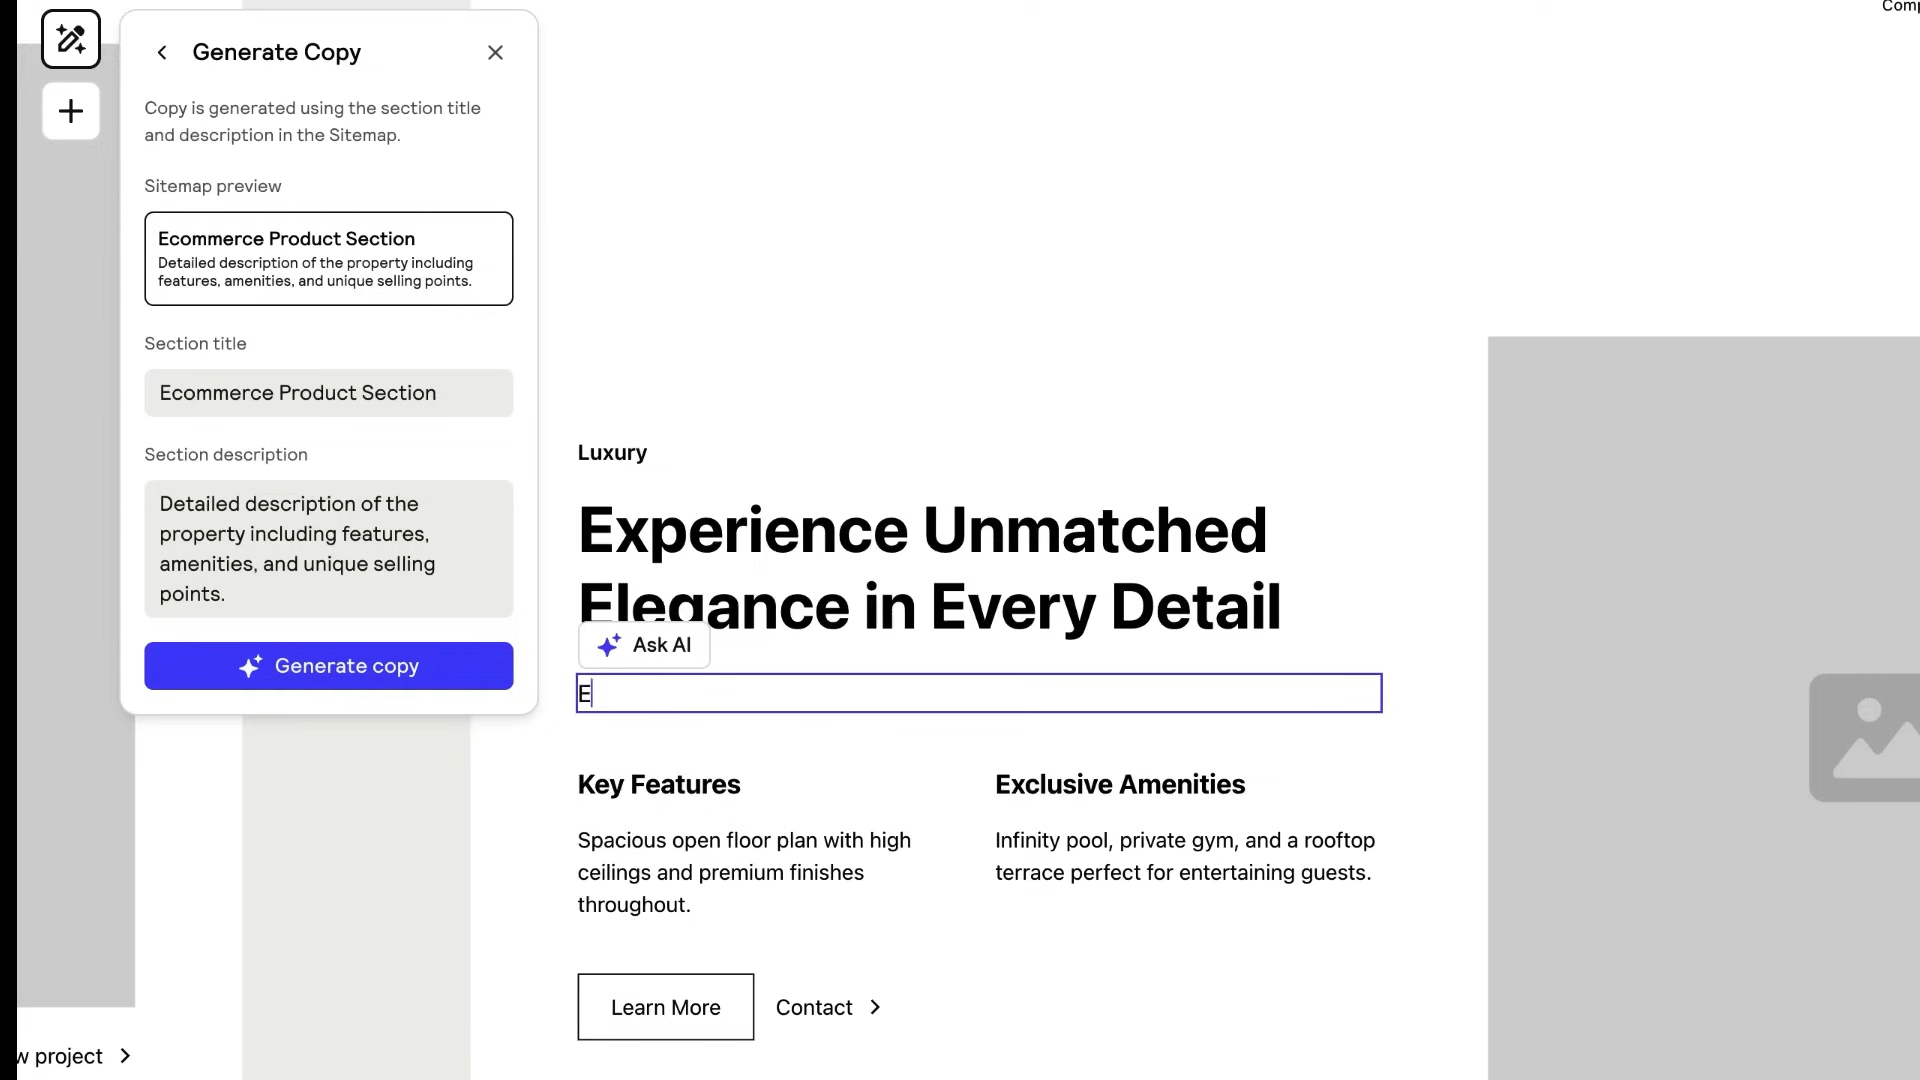 Comp
Generate Copy
Copy is generated using the section title
and description in the Sitemap.
Sitemap preview
Ecommerce Product Section
Detailed description of the property including
features, amenities, and unique selling points.
Section title
Ecommerce Product Section
Section description
Detailed description of the
property including features,
amenities, and unique selling
points.
Generate copy
Luxury
Experience Unmatched
Elegance in Every Detail
Ask AI
E
Key Features
Spacious open floor plan with high
ceilings and premium finishes
throughout.
Exclusive Amenities
Infinity pool, private gym, and a rooftop
terrace perfect for entertaining guests.
Learn More
Contact
w project